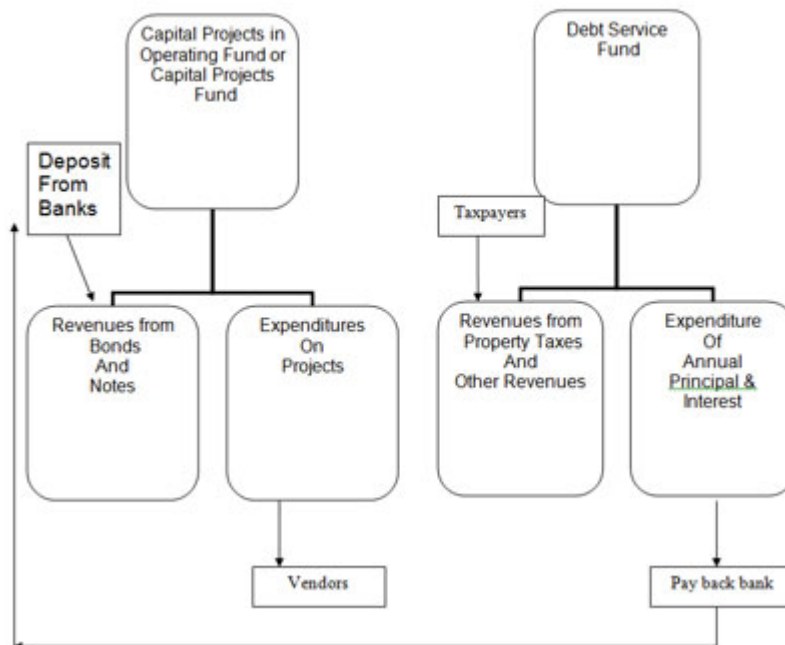 Capital Projects in
Operating Fund or
Capital Projects
Fund
Debt Service
Fund
Deposit
From
Banks
Taxpayers
Revenues from
Bonds
And
Notes
Expenditures
On
Projects
Revenues from
Property Taxes
And
Other Revenues
Expenditure
Of
Annual
Principal &
Interest
Vendors
Pay back bank